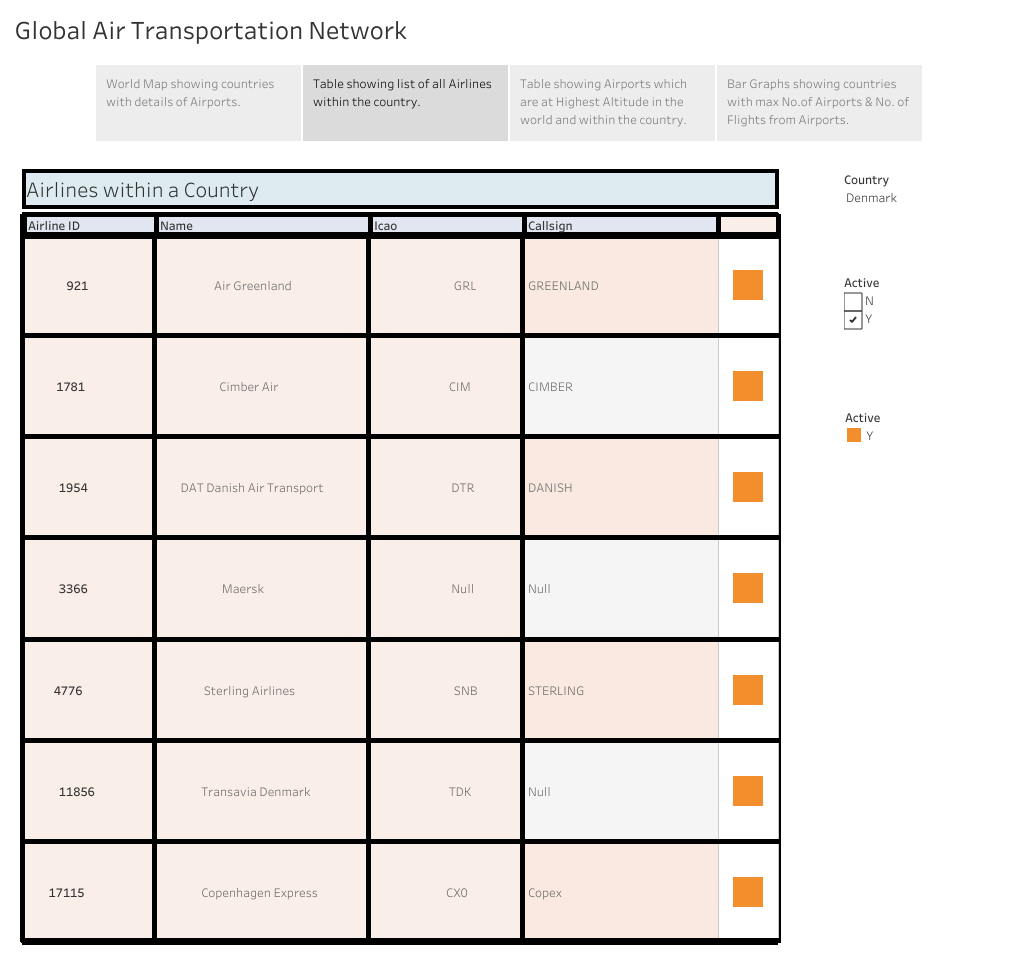 Global Air Transportation Network
World Map showing countries
with details of Airports.
Table showing list of all Airlines
within the country.
Table showing Airports which
are at Highest Altitude in the
world and within the country.
Bar Graphs showing countries
with max No.of Airports & No. of
Flights from Airports.
Airlines within a Country
Airline ID Name Icao Callsign
921 Air Greenland GRL GREENLAND
1781 Cimber Air CIM CIMBER
1954 DAT Danish Air Transport DTR DANISH
3366 Maersk Null Null
4776 Sterling Airlines SNB STERLING
11856 Transavia Denmark TDK Null
17115 Copenhagen Express CX0 Copex
Country
Denmark
Active
N
Y
Active
Y